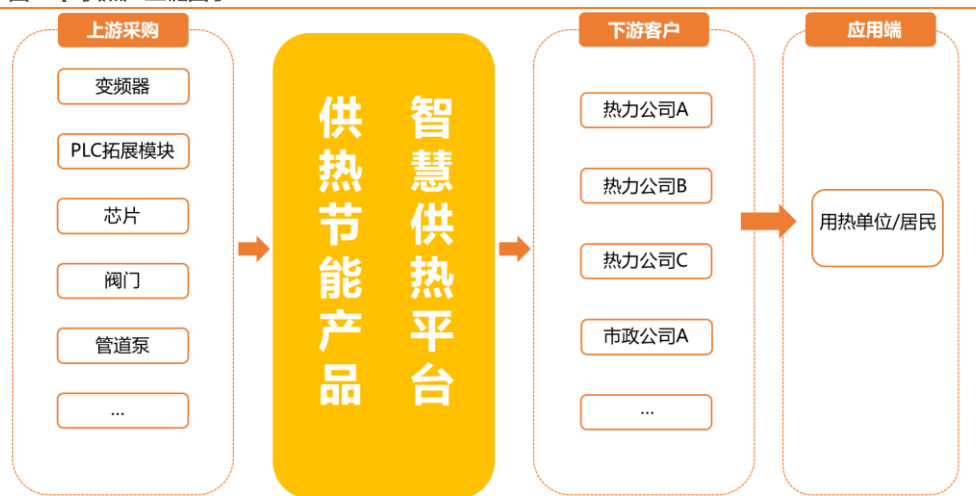 上游采购
变频器
PLC拓展模块
芯片
阀门
管道泵
...
供热节能产品
智慧供热平台
下游客户
热力公司A
热力公司B
热力公司C
市政公司A
...
应用端
用热单位/居民